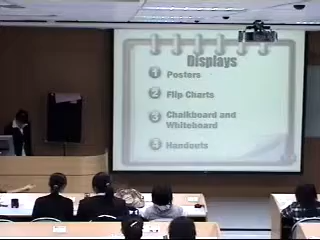 Displays
1 Posters
2 Flip Charts
3 Chalkboard and
Whiteboard
4 Handouts